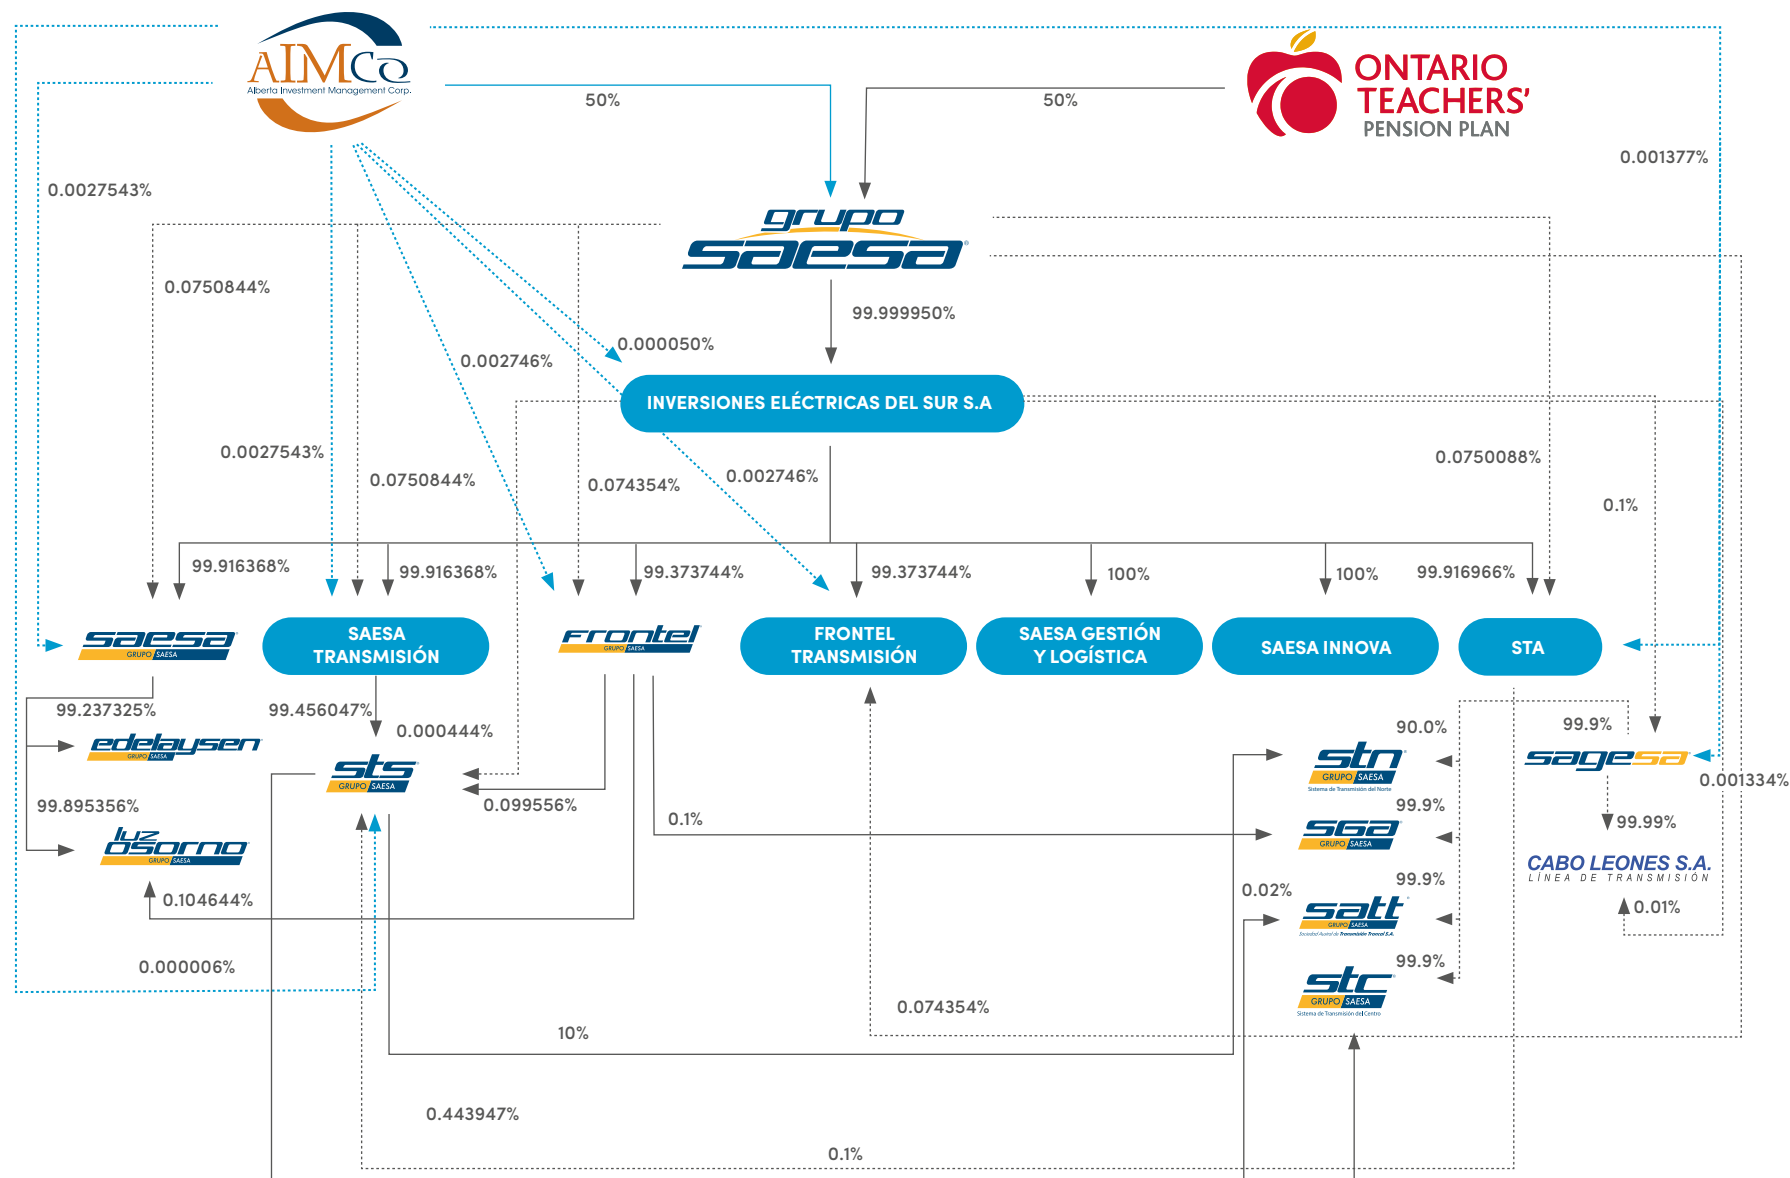 AIMCo
Alberta Investment Management Corp.
ONTARIO
TEACHERS'
PENSION PLAN
50%
50%
0.001377%
0.0027543%
grupo
saesa
0.0750844%
99.999950%
0.000050%
0.002746%
INVERSIONES ELÉCTRICAS DEL SUR S.A
0.0027543%
0.0750844%
0.074354%
0.002746%
0.0750088%
0.1%
99.916368%
99.916368%
99.373744%
99.373744%
100%
100%
99.916966%
saesa
GRUPO SAESA
SAESA
TRANSMISIÓN
Frontel
GRUPO SAESA
FRONTEL
TRANSMISIÓN
SAESA GESTIÓN
Y LOGÍSTICA
SAESA INNOVA
STA
99.237325%
99.456047%
0.000444%
90.0%
99.9%
edelaysen
GRUPO SAESA
sts
GRUPO SAESA
stn
GRUPO SAESA
Sistema de Transmisión del Norte
sagesa
0.001334%
99.895356%
0.099556%
0.1%
99.9%
99.99%
luz
osorno
GRUPO SAESA
sga
GRUPO SAESA
CABO LEONES S.A.
LÍNEA DE TRANSMISIÓN
0.104644%
0.02%
99.9%
0.01%
satt
GRUPO SAESA
Sociedad Austral de Transmisión Troncal S.A.
0.000006%
99.9%
stc
GRUPO SAESA
Sistema de Transmisión del Centro
0.074354%
10%
0.443947%
0.1%